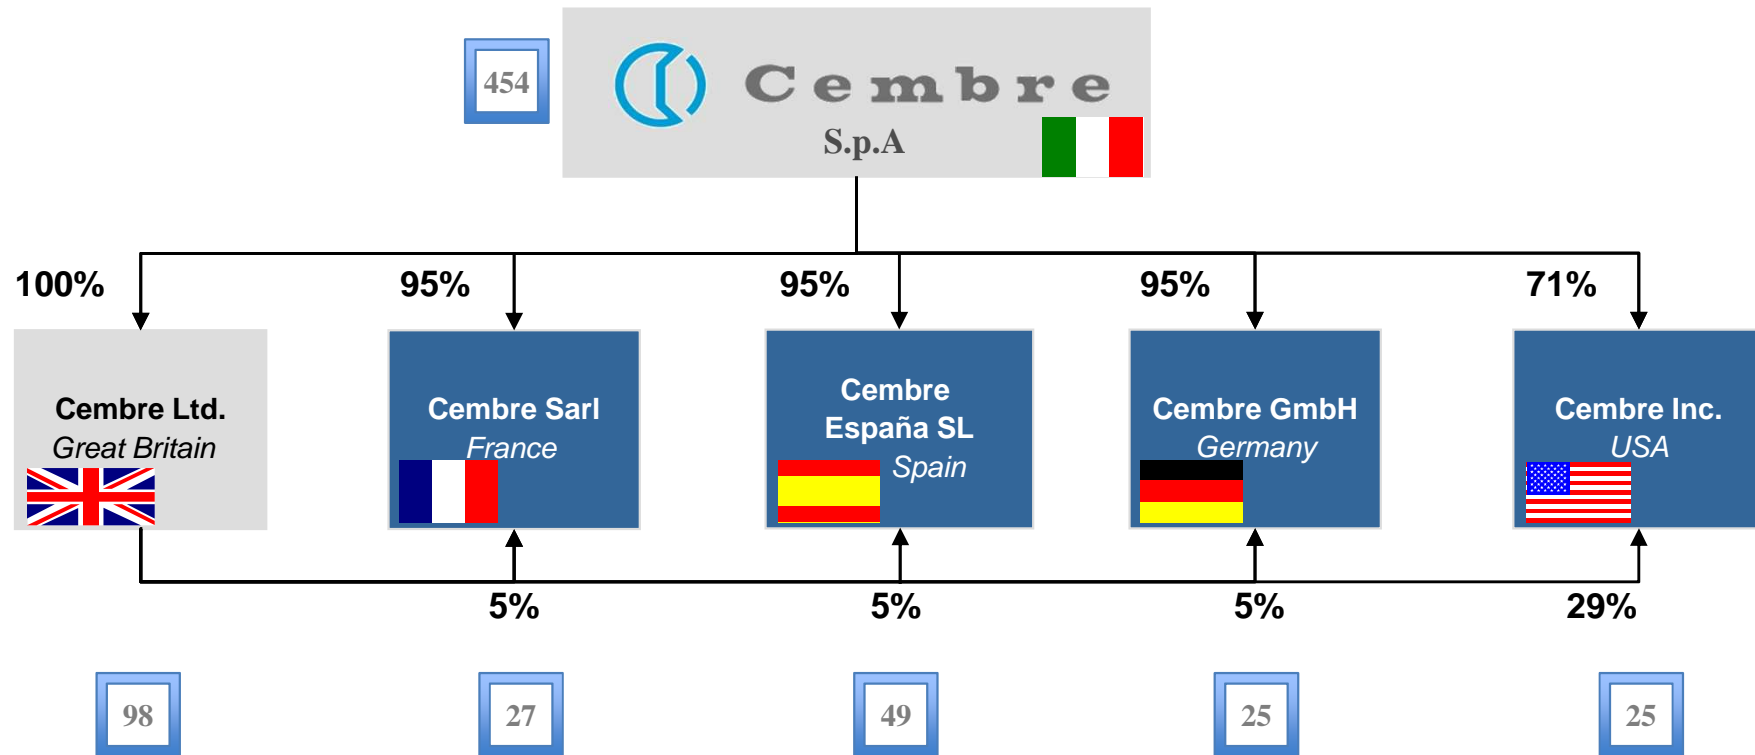 454
Cembre
S.p.A
100%
95%
95%
95%
71%
Cembre Ltd.
Great Britain
Cembre Sarl
France
Cembre
España SL
Spain
Cembre GmbH
Germany
Cembre Inc.
USA
5%
5%
5%
29%
98
27
49
25
25